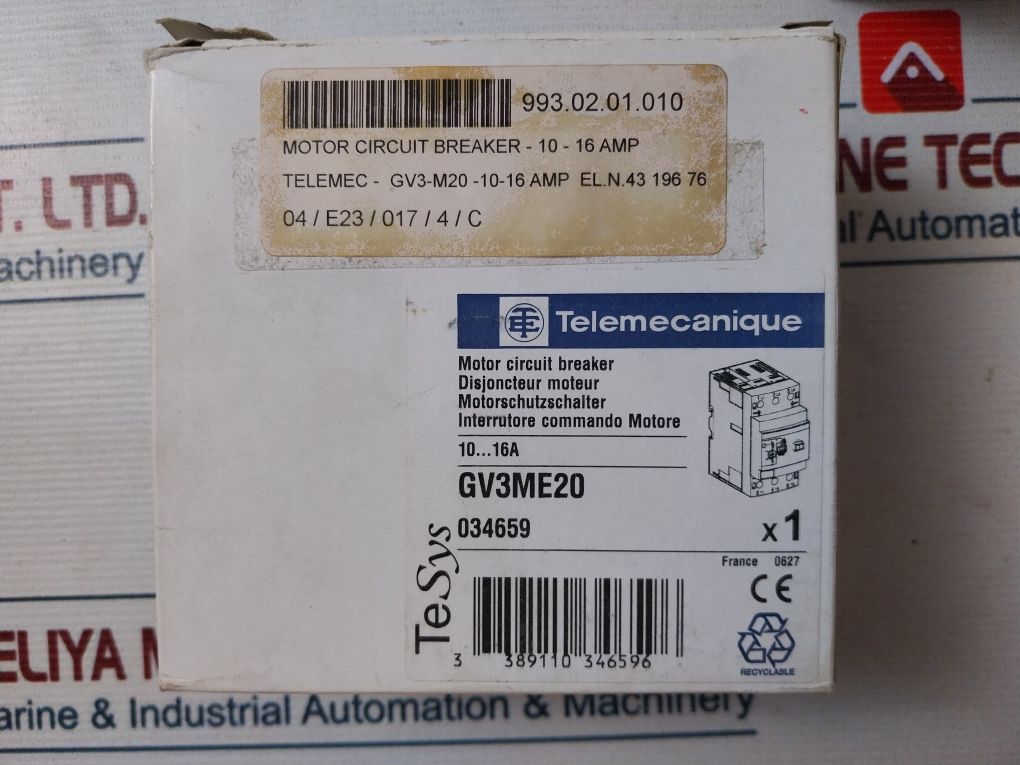 993.02.01.010
MOTOR CIRCUIT BREAKER - 10 - 16 AMP
TELEMEC - GV3-M20 -10-16 AMP EL.N.43 196 76
04 / E23 / 017 / 4 / C
Telemecanique
Motor circuit breaker
Disjoncteur moteur
Motorschutzschalter
Interrutore commando Motore
10...16A
GV3ME20
034659
x 1
France 0627
TeSys
CE
3 389110 346596
RECYCLABLE
T. LTD.
achinery
NE TEC
al Automat
ELIYA M
arine & Industrial Automation & Machinery